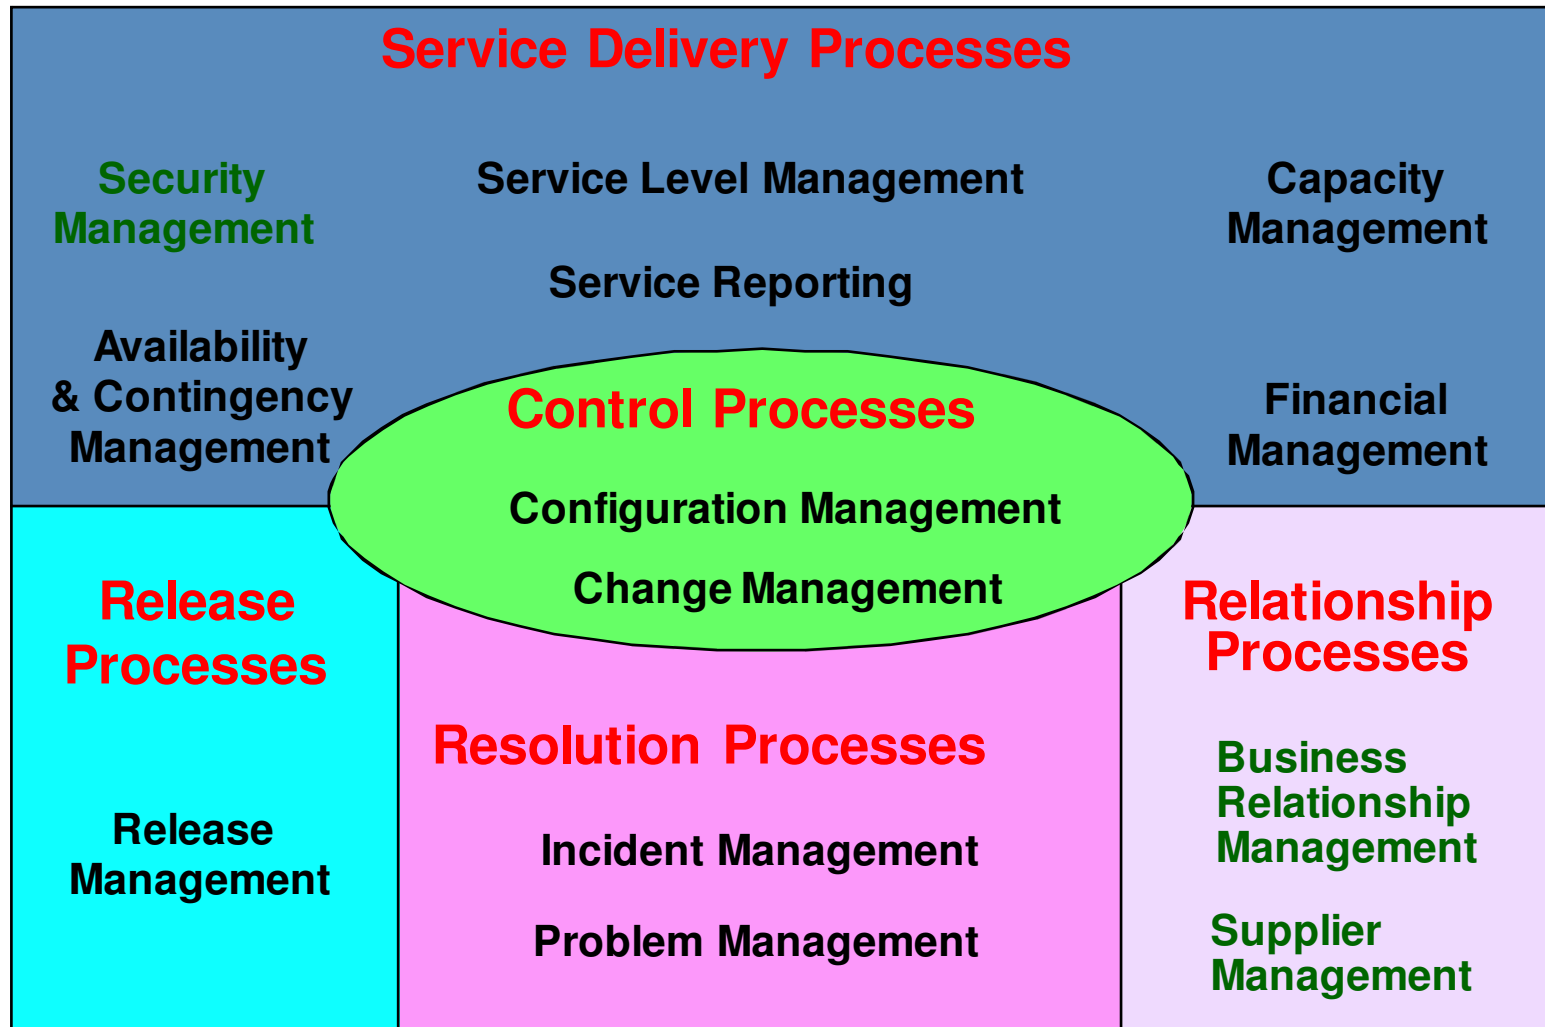 Service Delivery Processes
Security
Management
Service Level Management
Capacity
Management
Service Reporting
Availability
& Contingency
Management
Financial
Management
Control Processes
Configuration Management
Change Management
Release
Processes
Release
Management
Resolution Processes
Incident Management
Problem Management
Relationship
Processes
Business
Relationship
Management
Supplier
Management